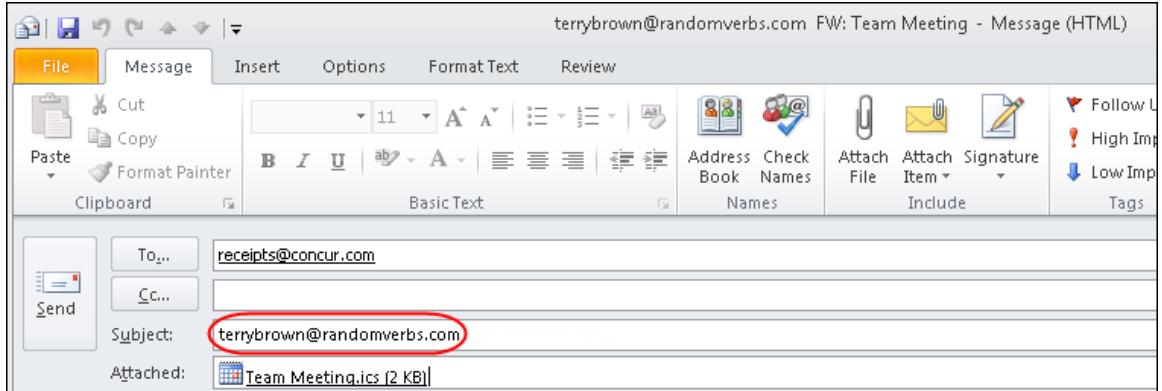 terrybrown@randomverbs.com FW: Team Meeting - Message (HTML)
File Message Insert Options Format Text Review
Cut
Copy
Format Painter
Paste
Clipboard
11
A A
Aa
B I U ab A
Basic Text
Address Book
Check Names
Names
Attach File
Attach Item
Signature
Include
Follow U
High Imp
Low Imp
Tags
Send
To... receipts@concur.com
Cc...
Subject: terrybrown@randomverbs.com
Attached: Team Meeting.ics (2 KB)